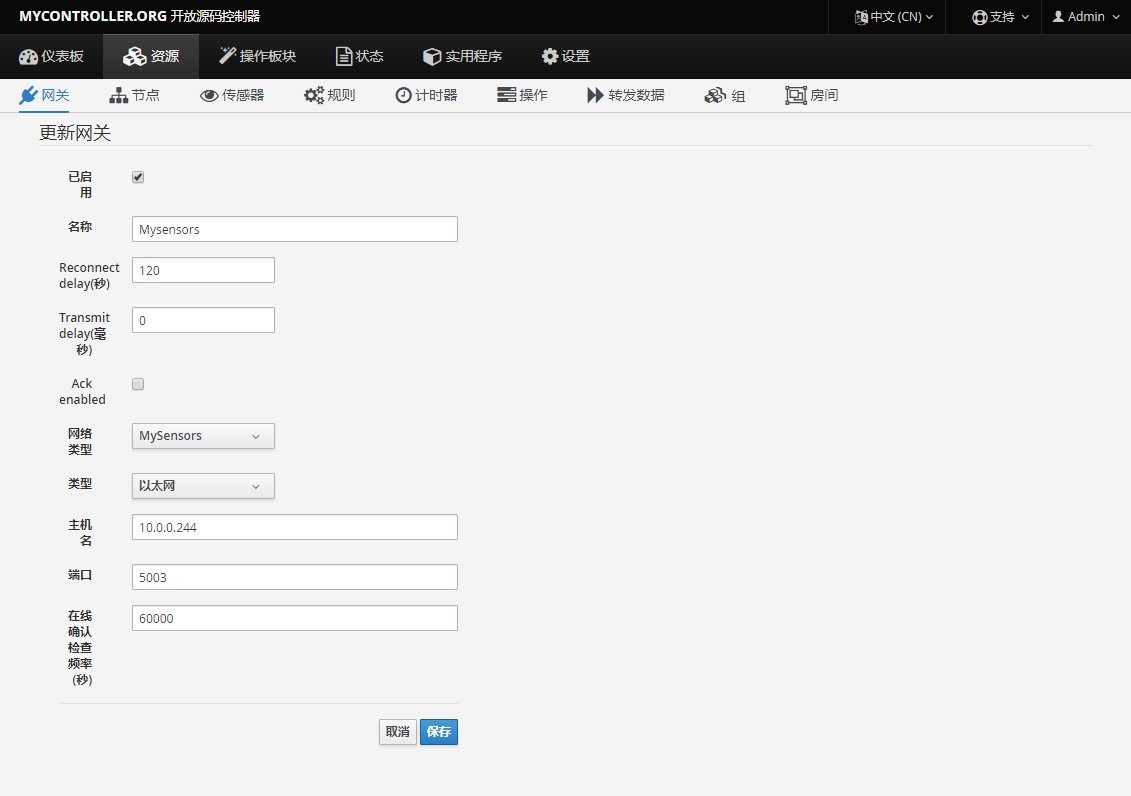 MYCONTROLLER.ORG 开放源码控制器
中文 (CN)
支持
Admin
仪表板
资源
操作板块
状态
实用程序
设置
网关
节点
传感器
规则
计时器
操作
转发数据
组
房间
更新网关
已启
用
名称
Mysensors
Reconnect
delay(秒)
120
Transmit
delay(毫
秒)
0
Ack
enabled
网络
类型
MySensors
类型
以太网
主机
名
10.0.0.244
端口
5003
在线
确认
检查
频率
(秒)
60000
取消
保存